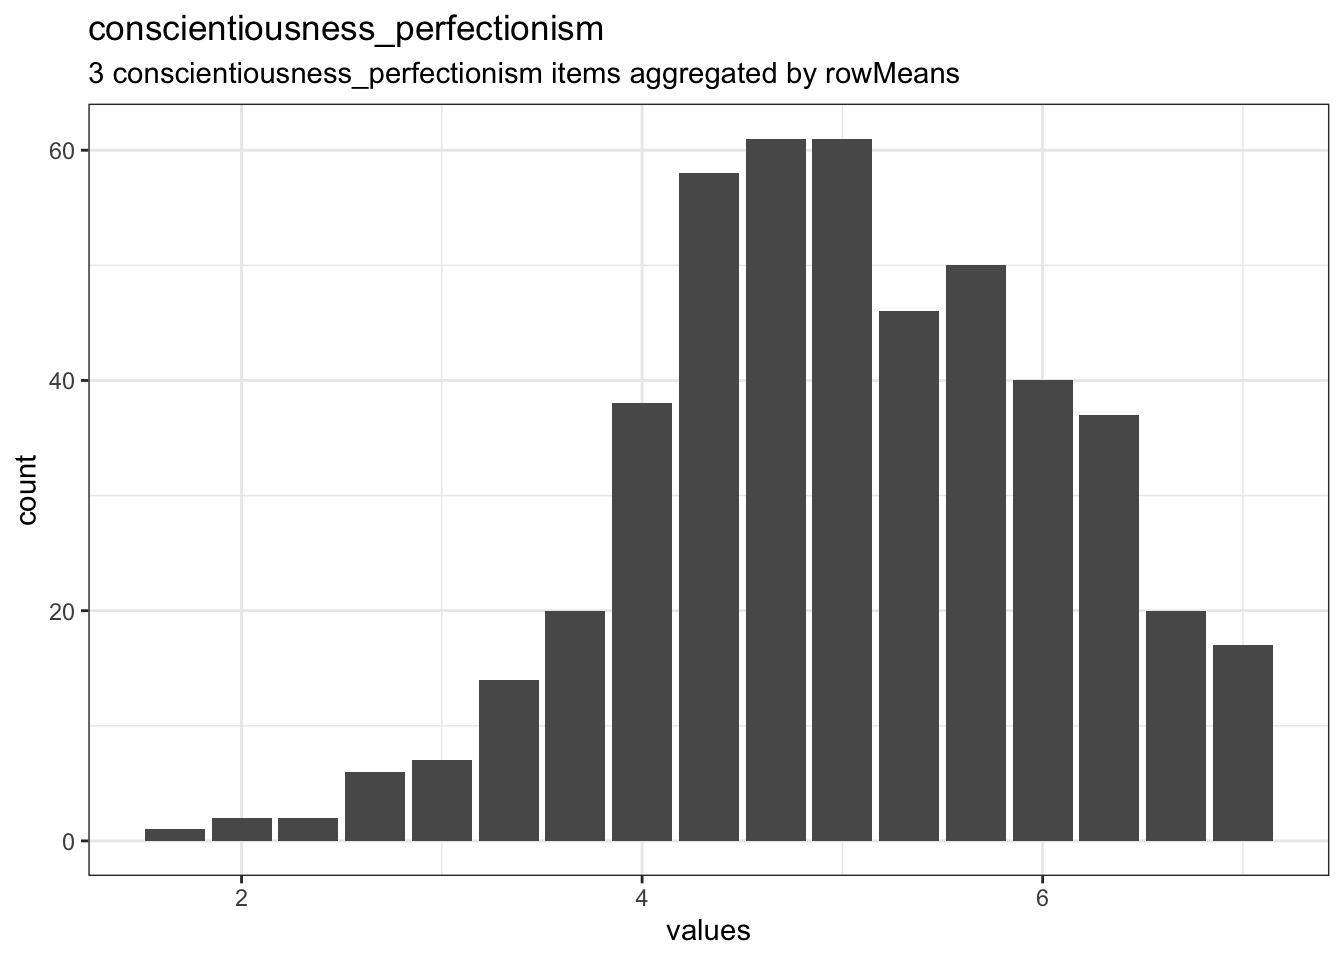 conscientiousness_perfectionism
3 conscientiousness_perfectionism items aggregated by rowMeans
60
40
20
0
count
2 4 6
values